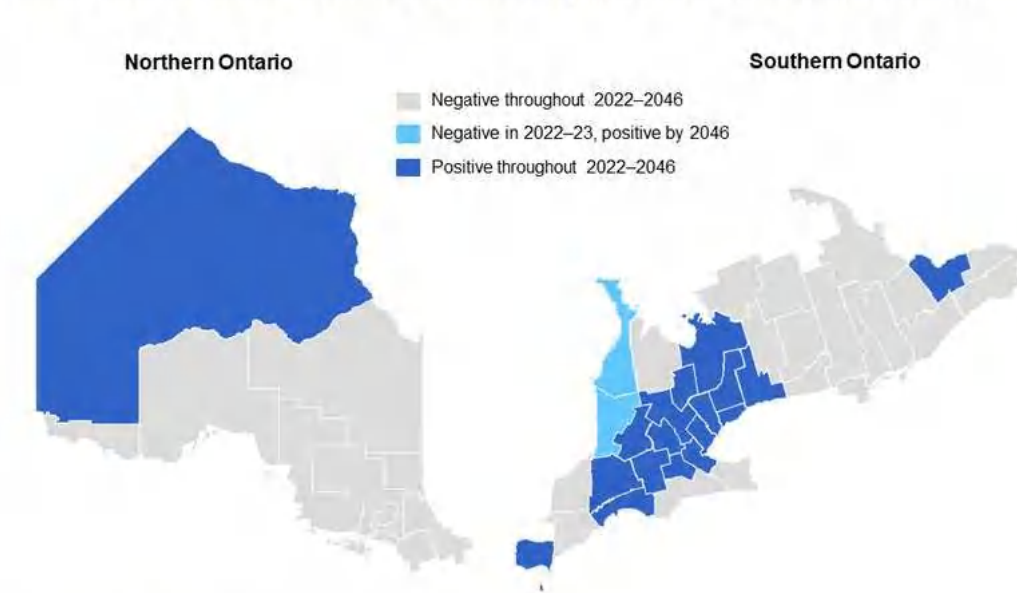 Northern Ontario
Southern Ontario
Negative throughout 2022–2046
Negative in 2022–23, positive by 2046
Positive throughout 2022–2046